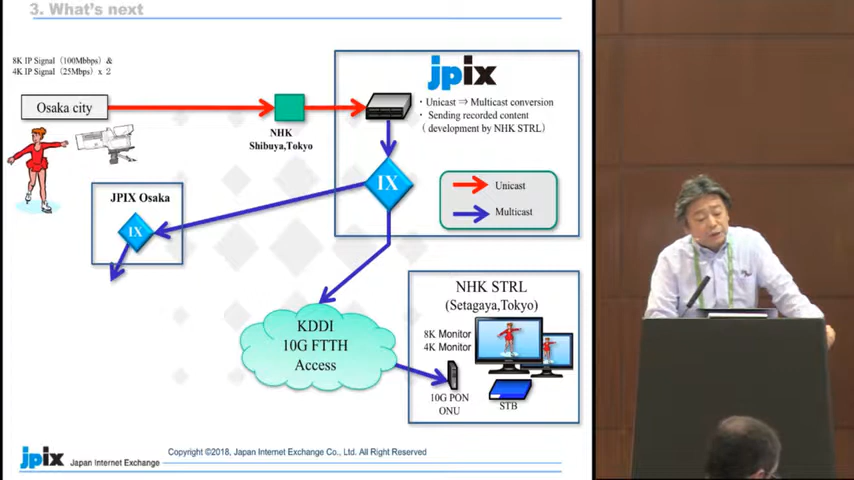 3. What's next
8K IP Signal（100Mbbps）&
4K IP Signal（25Mbps）x 2
Osaka city
NHK
Shibuya,Tokyo
jpix
・Unicast ⇒ Multicast conversion
・Sending recorded content
（development by NHK STRL）
IX
Unicast
Multicast
JPIX Osaka
IX
KDDI
10G FTTH
Access
NHK STRL
(Setagaya,Tokyo)
8K Monitor
4K Monitor
10G PON
ONU
STB
jpix Japan Internet Exchange
Copyright ©2018, Japan Internet Exchange Co., Ltd. All Right Reserved